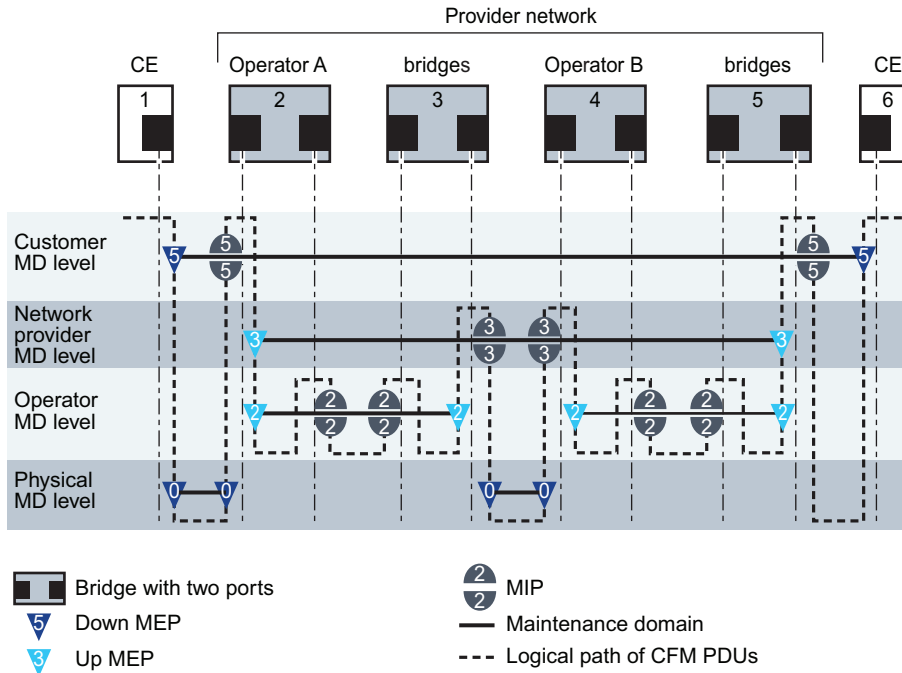 Provider network
CE Operator A bridges Operator B bridges CE
1 2 3 4 5 6
Customer
MD level
5 5 5 5 5 5
Network
provider
MD level
3 3 3 3 3 3
Operator
MD level
2 2 2 2 2 2 2 2 2 2 2 2
Physical
MD level
0 0 0 0
Bridge with two ports
5 Down MEP
3 Up MEP
2 2 MIP
Maintenance domain
Logical path of CFM PDUs